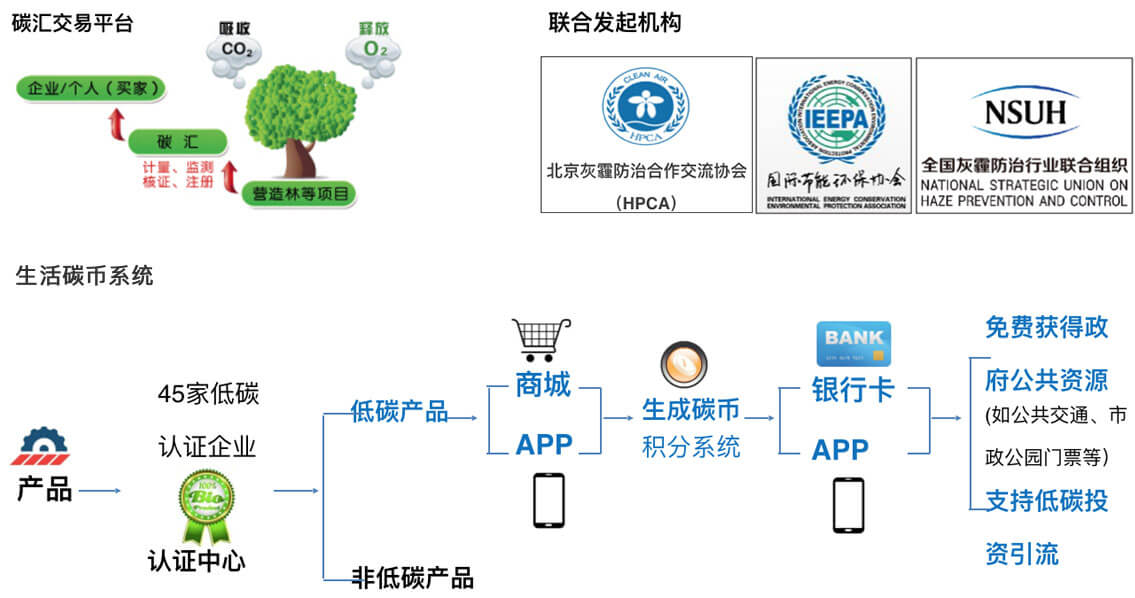 碳汇交易平台
吸收
CO2
释放
O2
企业/个人（买家）
碳 汇
计量、监测
核证、注册
营造林等项目
联合发起机构
CLEAN AIR
HPCA
北京灰霾防治合作交流协会
（HPCA）
INTERNATIONAL ENERGY CONSERVATION ENVIRONMENTAL PROTECTION ASSOCIATION
IEEPA
国际节能环保协会
INTERNATIONAL ENERGY CONSERVATION
ENVIRONMENTAL PROTECTION ASSOCIATION
NSUH
全国灰霾防治行业联合组织
NATIONAL STRATEGIC UNION ON
HAZE PREVENTION AND CONTROL
生活碳币系统
产品
45家低碳
认证企业
100%
Bio
Product
认证中心
低碳产品
非低碳产品
商城
APP
生成碳币
积分系统
BANK
银行卡
APP
免费获得政
府公共资源
(如公共交通、市
政公园门票等)
支持低碳投
资引流